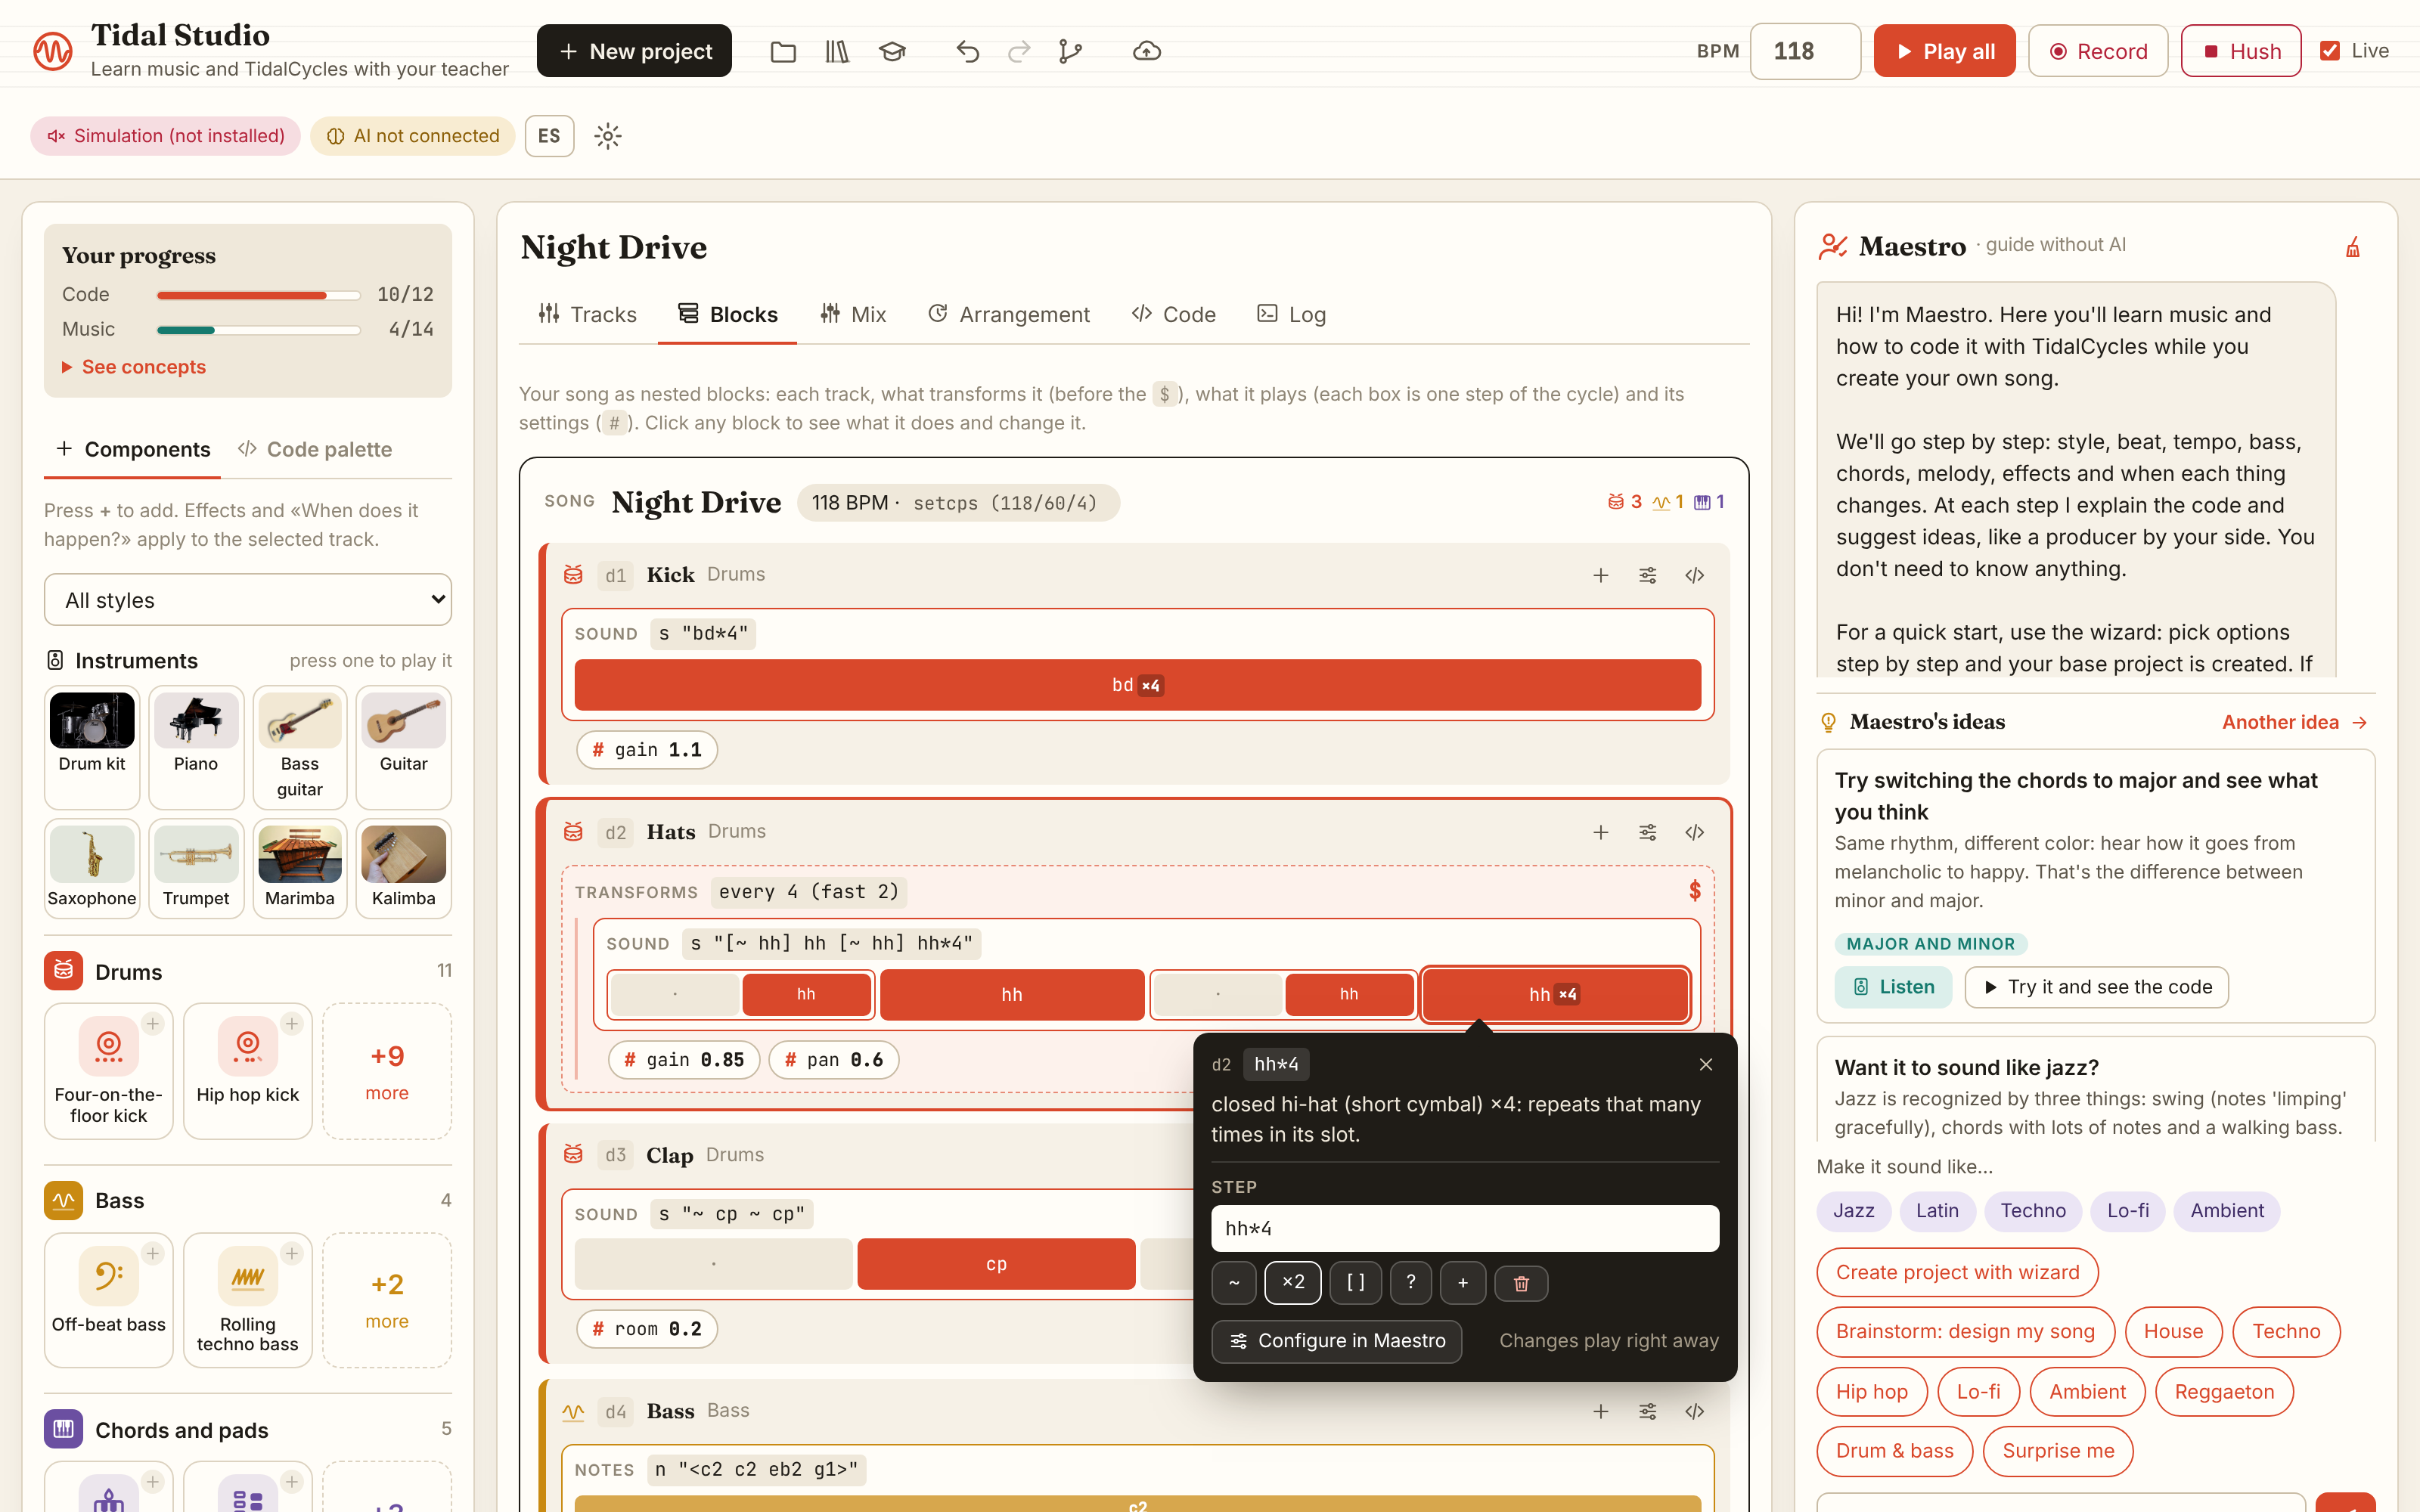 Tidal Studio
Learn music and TidalCycles with your teacher
New project
BPM
118
Play all
Record
Hush
Live
Simulation (not installed)
AI not connected
ES
Your progress
Code
10/12
Music
4/14
See concepts
Components
Code palette
Press + to add. Effects and «When does it
happen?» apply to the selected track.
All styles
Instruments
press one to play it
Drum kit
Piano
Bass
guitar
Guitar
Saxophone
Trumpet
Marimba
Kalimba
Drums
11
Four-on-the-
floor kick
Hip hop kick
+9
more
Bass
4
Off-beat bass
Rolling
techno bass
+2
more
Chords and pads
5
Night Drive
Tracks
Blocks
Mix
Arrangement
Code
Log
Your song as nested blocks: each track, what transforms it (before the $), what it plays (each box is one step of the cycle) and its
settings (#). Click any block to see what it does and change it.
SONG
Night Drive
118 BPM · setcps (118/60/4)
3
1
1
d1
Kick
Drums
SOUND
s "bd*4"
bd ×4
# gain 1.1
d2
Hats
Drums
TRANSFORMS
every 4 (fast 2)
$
SOUND
s "[~ hh] hh [~ hh] hh*4"
·
hh
hh
·
hh
hh ×4
# gain 0.85
# pan 0.6
d3
Clap
Drums
SOUND
s "~ cp ~ cp"
·
cp
# room 0.2
d2
hh*4
closed hi-hat (short cymbal) ×4: repeats that many
times in its slot.
STEP
hh*4
~
×2
[ ]
?
+
Configure in Maestro
Changes play right away
d4
Bass
Bass
NOTES
n "<c2 c2 eb2 g1>"
c2
Maestro
· guide without AI
Hi! I'm Maestro. Here you'll learn music and
how to code it with TidalCycles while you
create your own song.
We'll go step by step: style, beat, tempo, bass,
chords, melody, effects and when each thing
changes. At each step I explain the code and
suggest ideas, like a producer by your side. You
don't need to know anything.
For a quick start, use the wizard: pick options
step by step and your base project is created. If
Maestro's ideas
Another idea →
Try switching the chords to major and see what
you think
Same rhythm, different color: hear how it goes from
melancholic to happy. That's the difference between
minor and major.
MAJOR AND MINOR
Listen
Try it and see the code
Want it to sound like jazz?
Jazz is recognized by three things: swing (notes 'limping'
gracefully), chords with lots of notes and a walking bass.
Make it sound like...
Jazz
Latin
Techno
Lo-fi
Ambient
Create project with wizard
Brainstorm: design my song
House
Techno
Hip hop
Lo-fi
Ambient
Reggaeton
Drum & bass
Surprise me